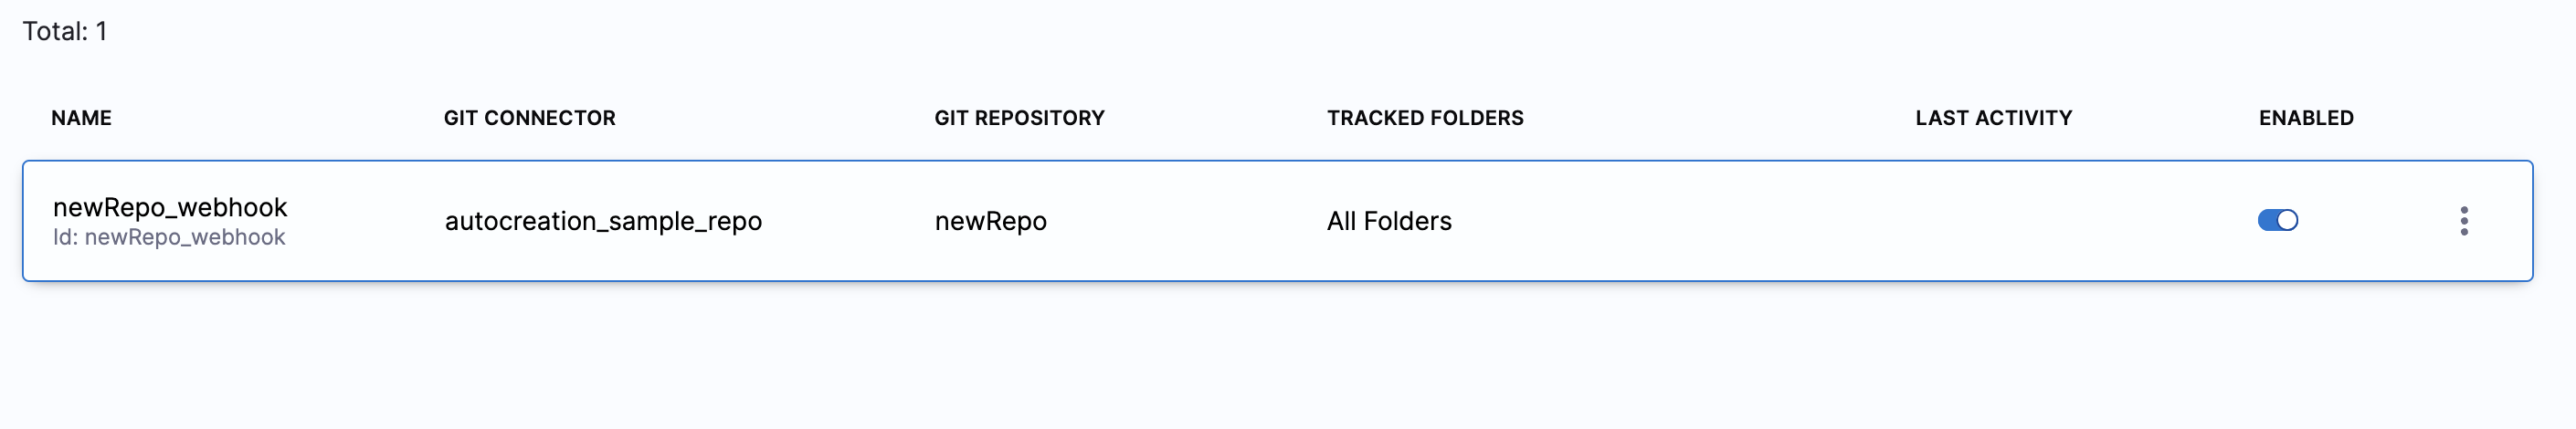 Total: 1
NAME GIT CONNECTOR GIT REPOSITORY TRACKED FOLDERS LAST ACTIVITY ENABLED
newRepo_webhook autocreation_sample_repo newRepo All Folders
Id: newRepo_webhook